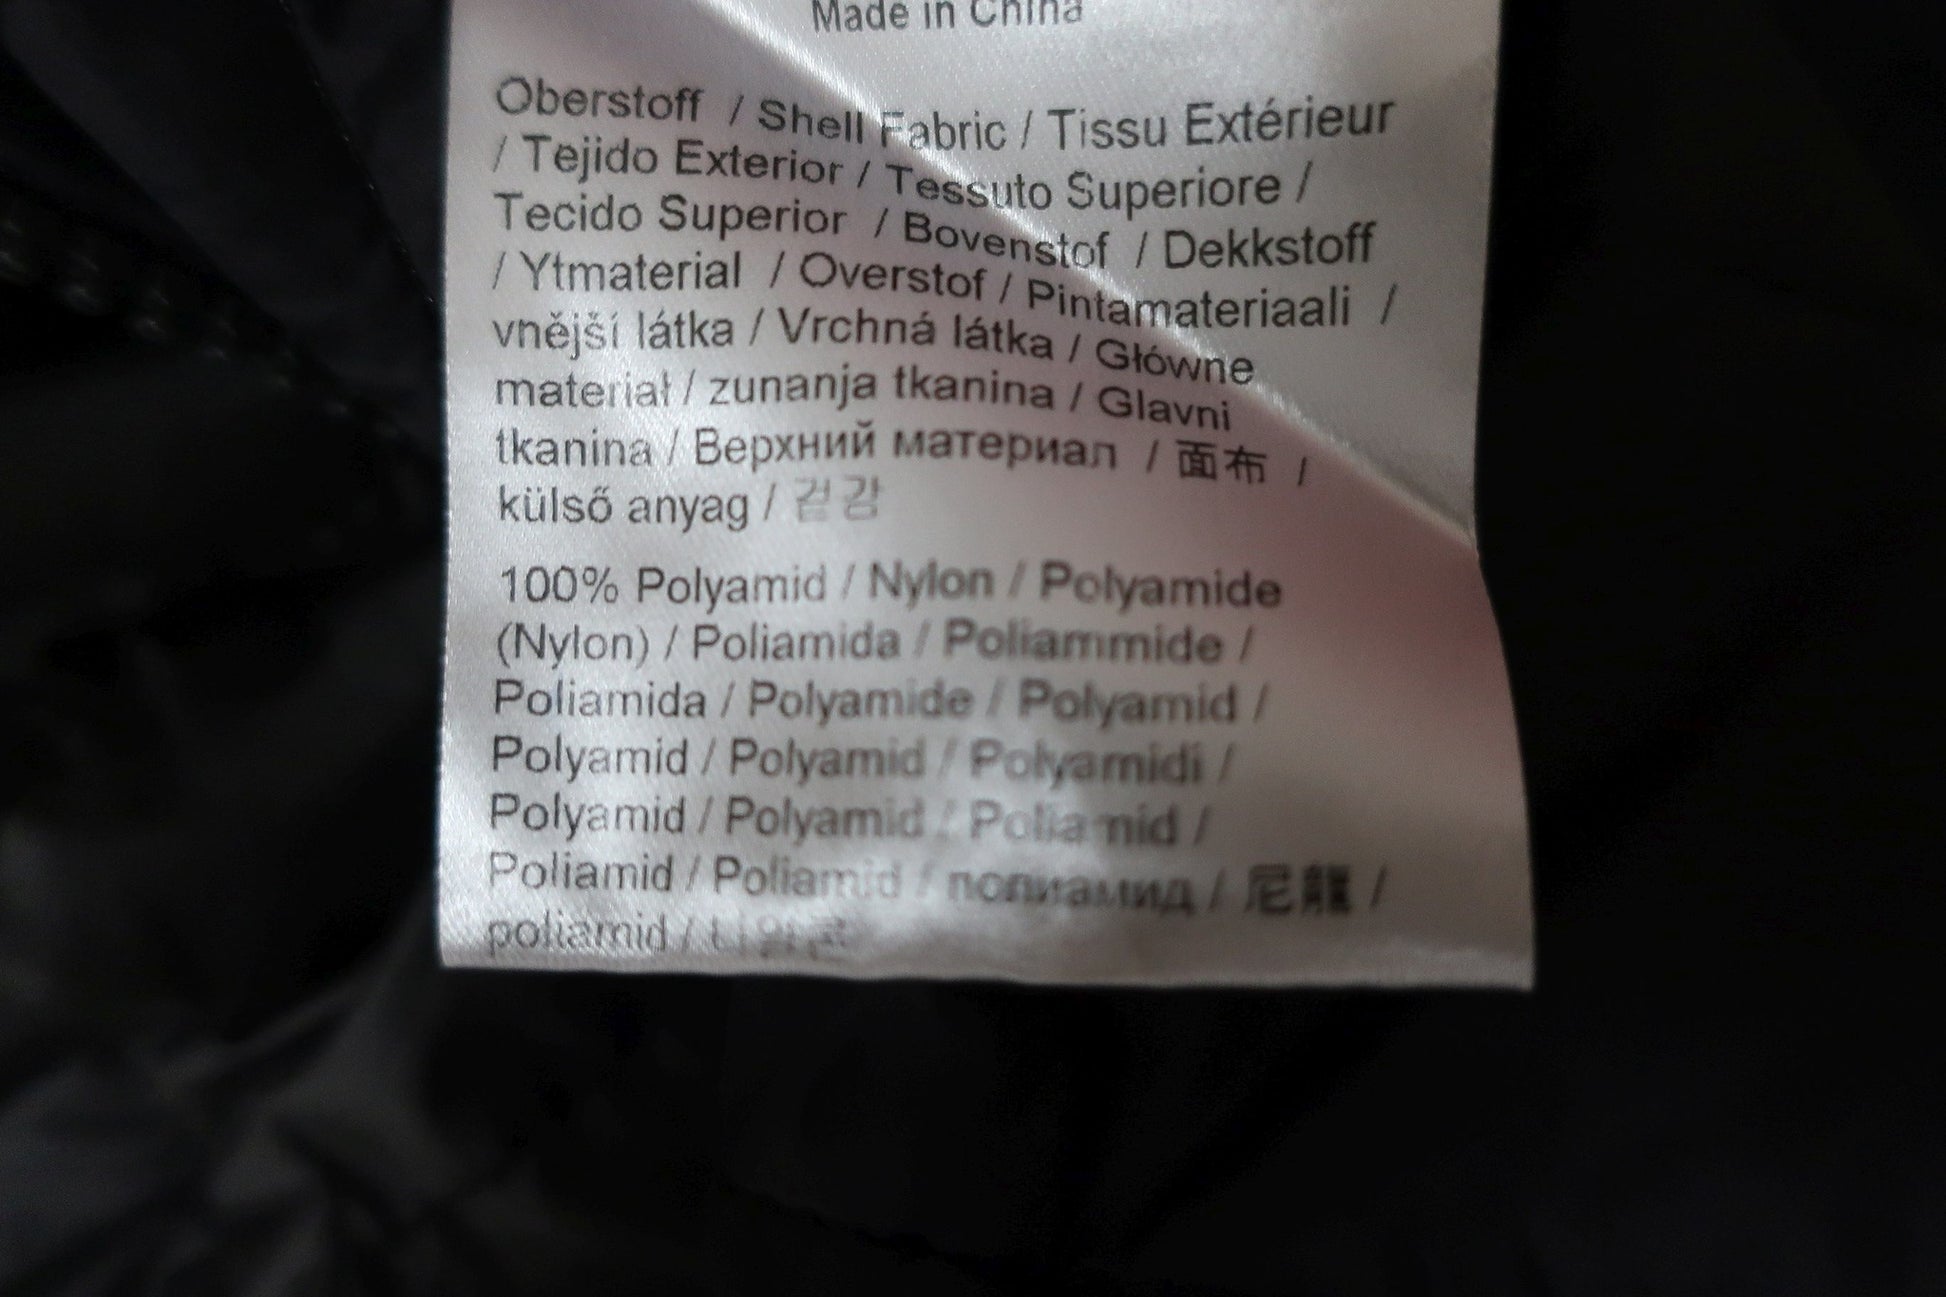 Made in China
Oberstoff / Shell Fabric / Tissu Extérieur
/ Tejido Exterior / Tessuto Superiore /
Tecido Superior / Bovenstof / Dekkstoff
/ Ytmaterial / Overstof / Pintamateriaali /
vnější látka / Vrchná látka / Główne
materiał / zunanja tkanina / Glavni
tkanina / Верхний материал / 面布 /
külső anyag / 겉감
100% Polyamid / Nylon / Polyamide
(Nylon) / Poliamida / Poliammide /
Poliamida / Polyamide / Polyamid /
Polyamid / Polyamid / Polyamidi /
Polyamid / Polyamid / Poliamid /
Poliamid / Poliamid / полиамид / 尼龍 /
poliamid / 나일론